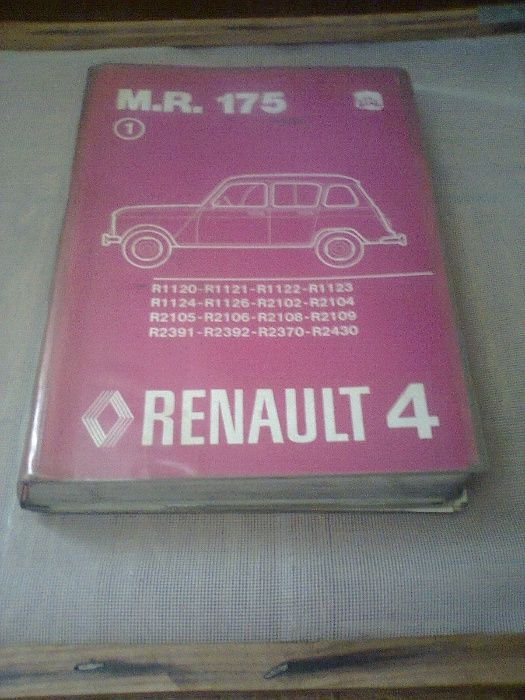 M.R. 175
1
R1120-R1121-R1122-R1123
R1124-R1126-R2102-R2104
R2105-R2106-R2108-R2109
R2391-R2392-R2370-R2430
RENAULT 4